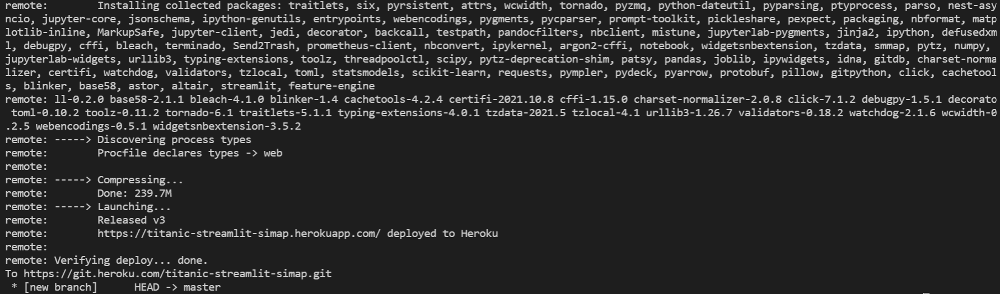 remote:        Installing collected packages: traitlets, six, pyrsistent, attrs, wcwidth, tornado, pyzmq, python-dateutil, pyparsing, ptyprocess, parso, nest-asy
ncio, jupyter-core, jsonschema, ipython-genutils, entrypoints, webencodings, pygments, pycparser, prompt-toolkit, pickleshare, pexpect, packaging, nbformat, matp
lotlib-inline, MarkupSafe, jupyter-client, jedi, decorator, backcall, testpath, pandocfilters, nbclient, mistune, jupyterlab-pygments, jinja2, ipython, defusedxm
l, debugpy, cffi, bleach, terminado, Send2Trash, prometheus-client, nbconvert, ipykernel, argon2-cffi, notebook, widgetsnbextension, tzdata, smmap, pytz, numpy,
jupyterlab-widgets, urllib3, typing-extensions, toolz, threadpoolctl, scipy, pytz-deprecation-shim, patsy, pandas, joblib, ipywidgets, idna, gitdb, charset-norma
lizer, certifi, watchdog, validators, tzlocal, toml, statsmodels, scikit-learn, requests, pympler, pydeck, pyarrow, protobuf, pillow, gitpython, click, cachetool
s, blinker, base58, astor, altair, streamlit, feature-engine
remote: ll-0.2.0 base58-2.1.1 bleach-4.1.0 blinker-1.4 cachetools-4.2.4 certifi-2021.10.8 cffi-1.15.0 charset-normalizer-2.0.8 click-7.1.2 debugpy-1.5.1 decorato
 toml-0.10.2 toolz-0.11.2 tornado-6.1 traitlets-5.1.1 typing-extensions-4.0.1 tzdata-2021.5 tzlocal-4.1 urllib3-1.26.7 validators-0.18.2 watchdog-2.1.6 wcwidth-0
.2.5 webencodings-0.5.1 widgetsnbextension-3.5.2
remote: -----> Discovering process types
remote:        Procfile declares types -> web
remote:
remote: -----> Compressing...
remote:        Done: 239.7M
remote: -----> Launching...
remote:        Released v3
remote:        https://titanic-streamlit-simap.herokuapp.com/ deployed to Heroku
remote:
remote: Verifying deploy... done.
To https://git.heroku.com/titanic-streamlit-simap.git
 * [new branch]      HEAD -> master